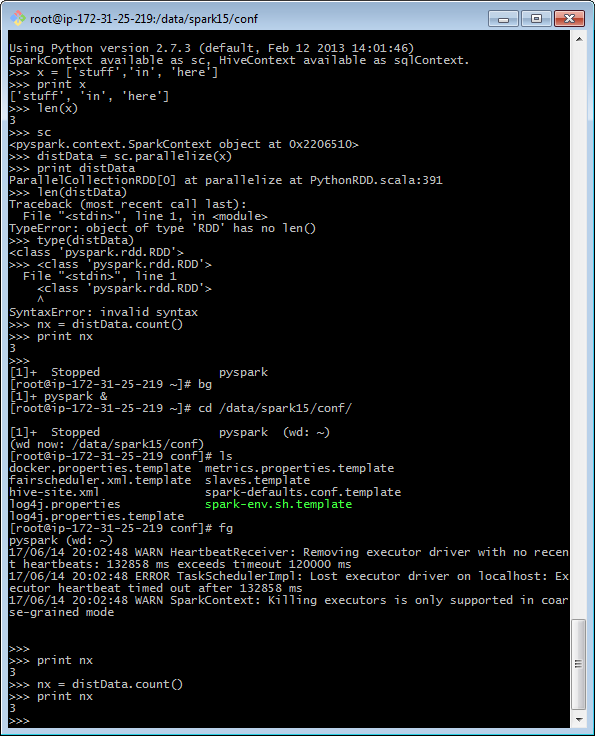 root@ip-172-31-25-219:/data/spark15/conf
Using Python version 2.7.3 (default, Feb 12 2013 14:01:46)
SparkContext available as sc, HiveContext available as sqlContext.
>>> x = ['stuff','in', 'here']
>>> print x
['stuff', 'in', 'here']
>>> len(x)
3
>>> sc
<pyspark.context.SparkContext object at 0x2206510>
>>> distData = sc.parallelize(x)
>>> print distData
ParallelCollectionRDD[0] at parallelize at PythonRDD.scala:391
>>> len(distData)
Traceback (most recent call last):
  File "<stdin>", line 1, in <module>
TypeError: object of type 'RDD' has no len()
>>> type(distData)
<class 'pyspark.rdd.RDD'>
>>> <class 'pyspark.rdd.RDD'>
  File "<stdin>", line 1
    <class 'pyspark.rdd.RDD'>
    ^
SyntaxError: invalid syntax
>>> nx = distData.count()
>>> print nx
3
>>>
[1]+  Stopped                 pyspark
[root@ip-172-31-25-219 ~]# bg
[1]+ pyspark &
[root@ip-172-31-25-219 ~]# cd /data/spark15/conf/
[1]+  Stopped                 pyspark  (wd: ~)
(wd now: /data/spark15/conf)
[root@ip-172-31-25-219 conf]# ls
docker.properties.template  metrics.properties.template
fairscheduler.xml.template  slaves.template
hive-site.xml               spark-defaults.conf.template
log4j.properties            spark-env.sh.template
log4j.properties.template
[root@ip-172-31-25-219 conf]# fg
pyspark (wd: ~)
17/06/14 20:02:48 WARN HeartbeatReceiver: Removing executor driver with no recen
t heartbeats: 132858 ms exceeds timeout 120000 ms
17/06/14 20:02:48 ERROR TaskSchedulerImpl: Lost executor driver on localhost: Ex
ecutor heartbeat timed out after 132858 ms
17/06/14 20:02:48 WARN SparkContext: Killing executors is only supported in coar
se-grained mode
>>>
>>> print nx
3
>>> nx = distData.count()
>>> print nx
3
>>>